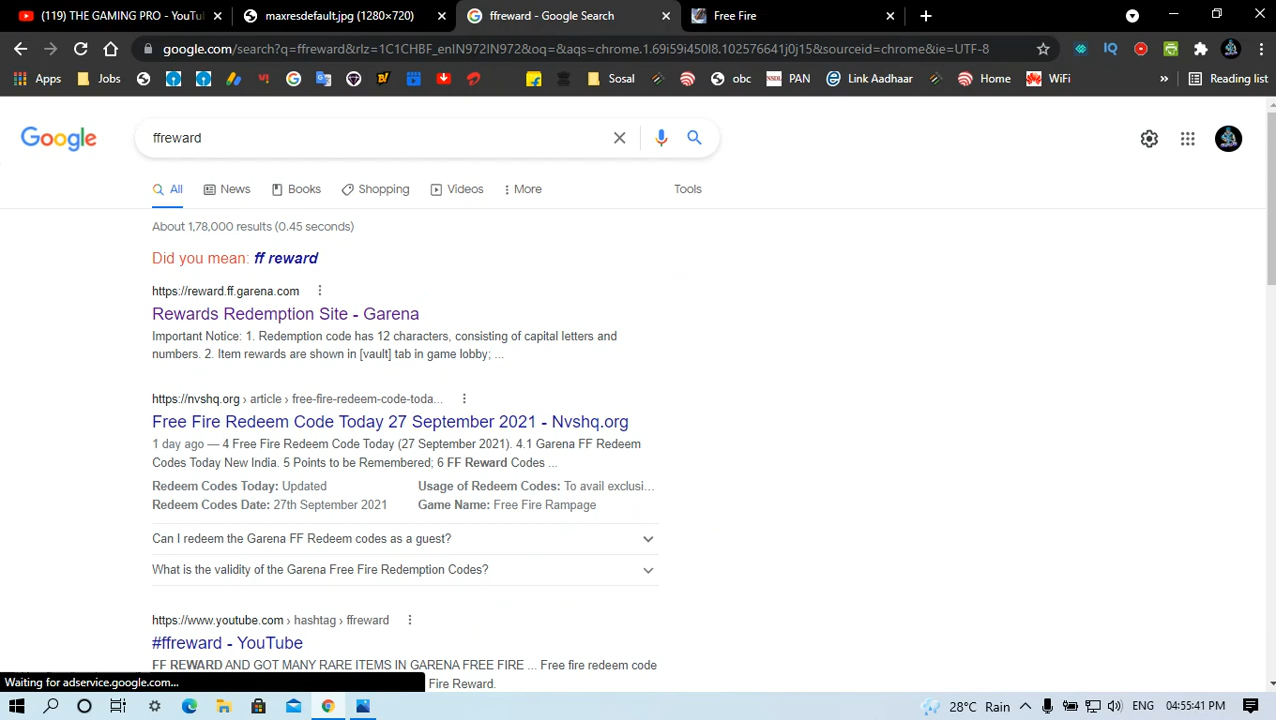 (119) THE GAMING PRO - YouTu
maxresdefault.jpg (1280×720)
ffreward - Google Search
Free Fire
google.com/search?q=ffreward&rlz=1C1CHBF_enIN972IN972&oq=&aqs=chrome.1.69i59i450l8.102576641j0j15&sourceid=chrome&ie=UTF-8
Apps Jobs Sosal obc PAN Link Aadhar Home WiFi » Reading list
Google
ffreward
All News Books Shopping Videos More Tools
About 1,78,000 results (0.45 seconds)
Did you mean: ff reward
https://reward.ff.garena.com
Rewards Redemption Site - Garena
Important Notice: 1. Redemption code has 12 characters, consisting of capital letters and
numbers. 2. Item rewards are shown in [vault] tab in game lobby; ...
https://nvshq.org › article › free-fire-redeem-code-toda...
Free Fire Redeem Code Today 27 September 2021 - Nvshq.org
1 day ago — 4 Free Fire Redeem Code Today (27 September 2021). 4.1 Garena FF Redeem
Codes Today New India. 5 Points to be Remembered; 6 FF Reward Codes ...
Redeem Codes Today: Updated Usage of Redeem Codes: To avail exclusi...
Redeem Codes Date: 27th September 2021 Game Name: Free Fire Rampage
Can I redeem the Garena FF Redeem codes as a guest?
What is the validity of the Garena Free Fire Redemption Codes?
https://www.youtube.com › hashtag › ffreward
#ffreward - YouTube
FF REWARD AND GOT MANY RARE ITEMS IN GARENA FREE FIRE ... Free fire redeem code
Waiting for adservice.google.com... Fire Reward.
28°C Rain ENG 04:55:41 PM